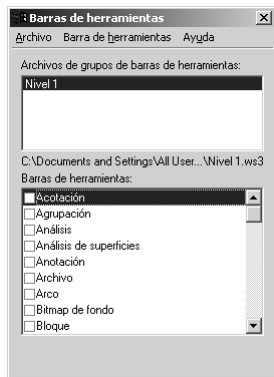 Barras de herramientas
Archivo Barra de herramientas Ayuda
Archivos de grupos de barras de herramientas:
Nivel 1
C:\Documents and Settings\All User...\Nivel 1.ws3
Barras de herramientas:
Acotación
Agrupación
Análisis
Análisis de superficies
Anotación
Archivo
Arco
Bitmap de fondo
Bloque